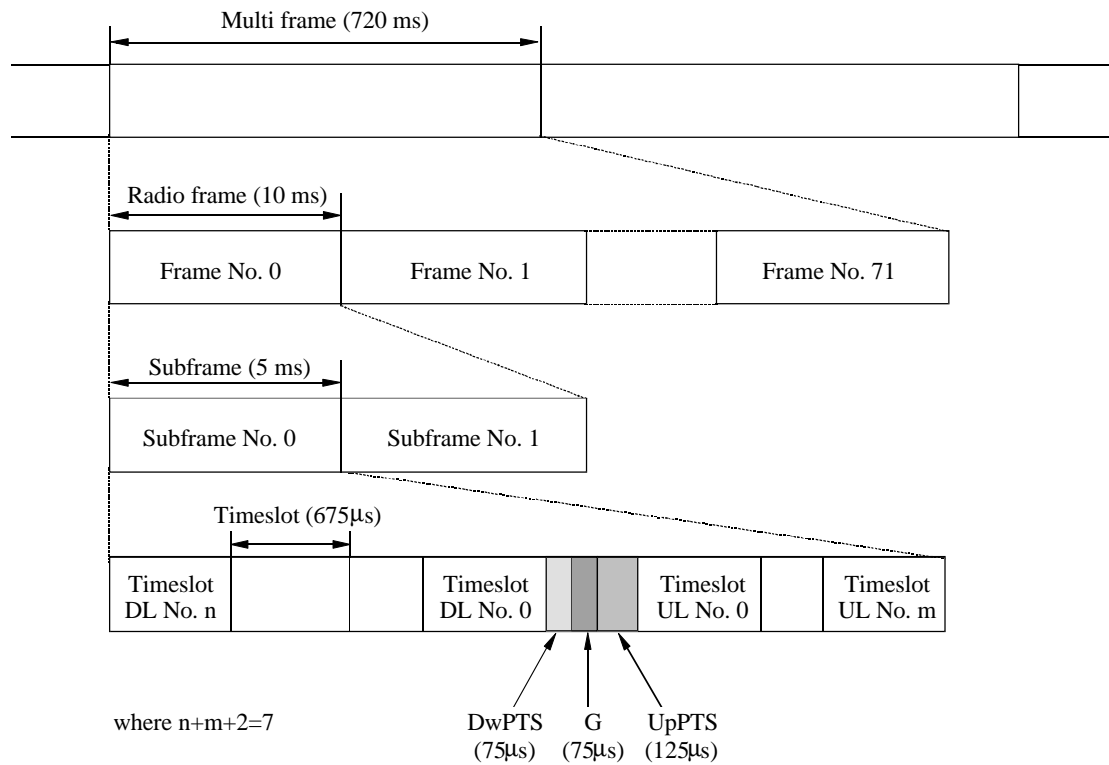 Multi frame (720 ms)
Radio frame (10 ms)
Frame No. 0
Frame No. 1
Frame No. 71
Subframe (5 ms)
Subframe No. 0
Subframe No. 1
Timeslot (675μs)
Timeslot
DL No. n
Timeslot
DL No. 0
Timeslot
UL No. 0
Timeslot
UL No. m
where n+m+2=7
DwPTS
(75μs)
G
(75μs)
UpPTS
(125μs)